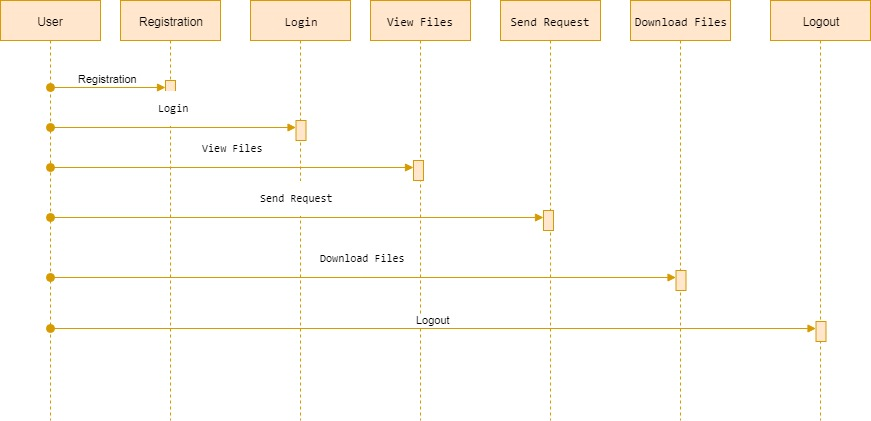 User
Registration
Login
View Files
Send Request
Download Files
Logout
Registration
Login
View Files
Send Request
Download Files
Logout